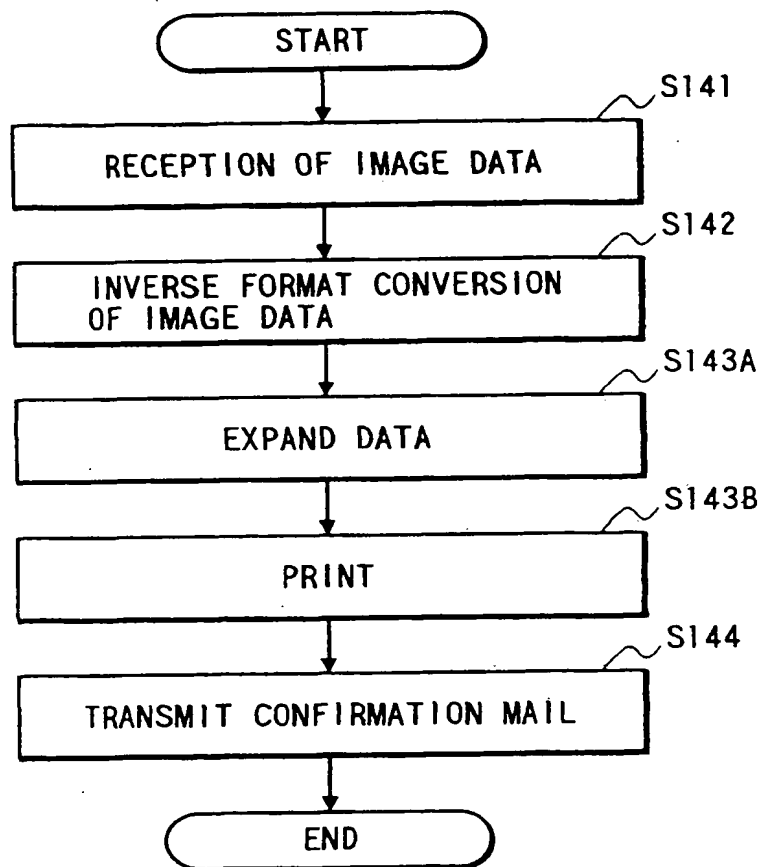 START
S141
RECEPTION OF IMAGE DATA
S142
INVERSE FORMAT CONVERSION
OF IMAGE DATA
S143A
EXPAND DATA
S143B
PRINT
S144
TRANSMIT CONFIRMATION MAIL
END